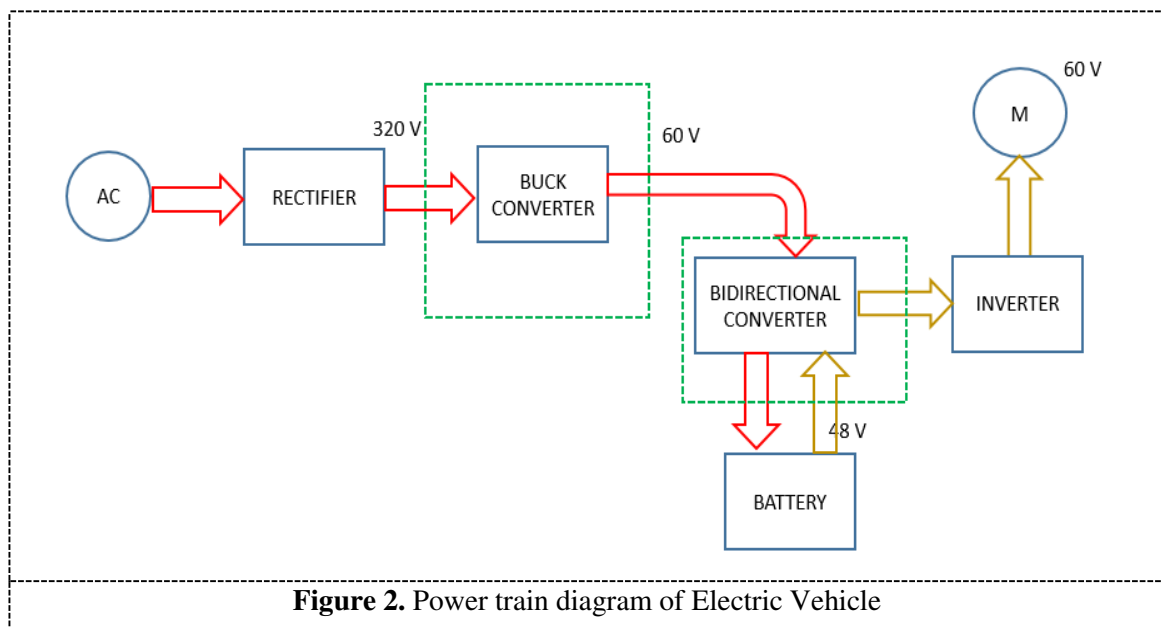 60 V
M
320 V
60 V
AC
RECTIFIER
BUCK
CONVERTER
BIDIRECTIONAL
CONVERTER
INVERTER
48 V
BATTERY
Figure 2. Power train diagram of Electric Vehicle